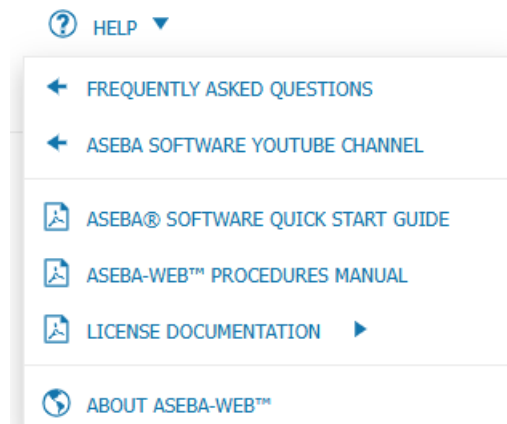 HELP
FREQUENTLY ASKED QUESTIONS
ASEBA SOFTWARE YOUTUBE CHANNEL
ASEBA® SOFTWARE QUICK START GUIDE
ASEBA-WEB™ PROCEDURES MANUAL
LICENSE DOCUMENTATION
ABOUT ASEBA-WEB™